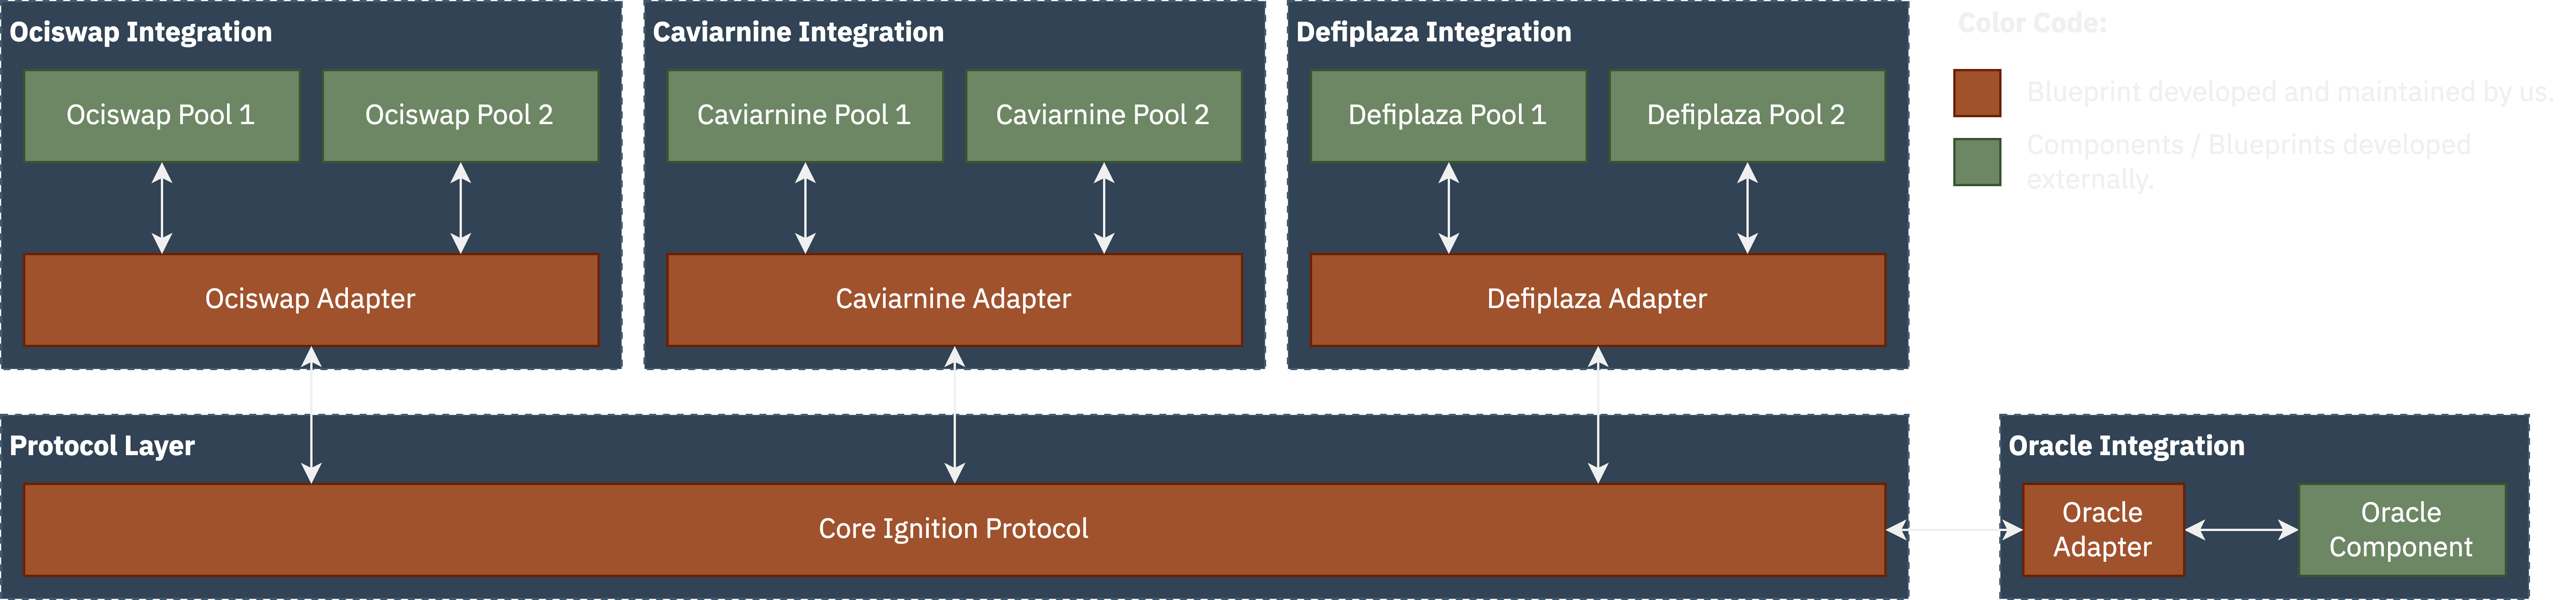 Ociswap Integration
Ociswap Pool 1
Ociswap Pool 2
Ociswap Adapter
Caviarnine Integration
Caviarnine Pool 1
Caviarnine Pool 2
Caviarnine Adapter
Defiplaza Integration
Defiplaza Pool 1
Defiplaza Pool 2
Defiplaza Adapter
Color Code:
Blueprint developed and maintained by us.
Components / Blueprints developed
externally.
Protocol Layer
Core Ignition Protocol
Oracle Integration
Oracle
Adapter
Oracle
Component